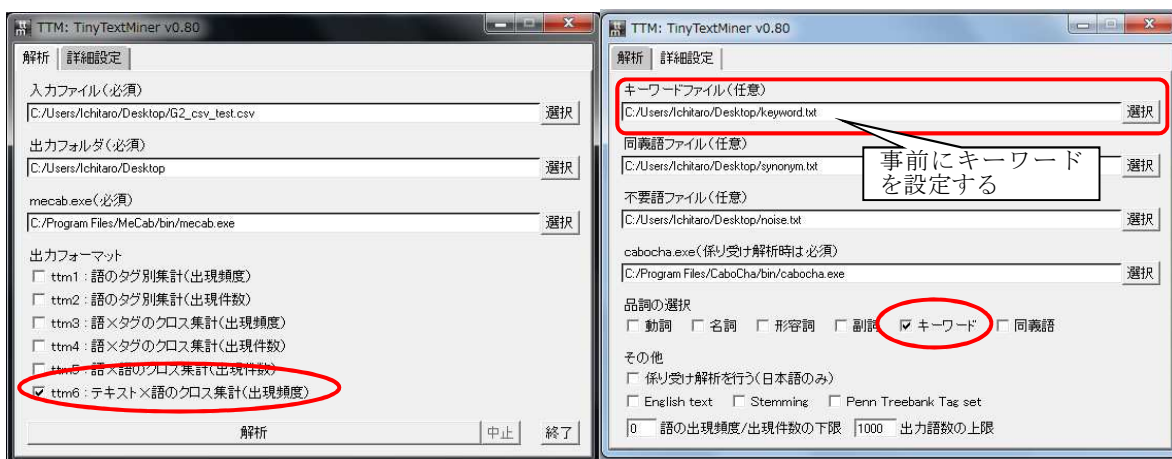 TTM: TinyTextMiner v0.80
解析 詳細設定
入力ファイル(必須)
C:/Users/Ichitaro/Desktop/G2_csv_test.csv 選択
出力フォルダ(必須)
C:/Users/Ichitaro/Desktop 選択
mecab.exe(必須)
C:/Program Files/MeCab/bin/mecab.exe 選択
出力フォーマット
ttm1:語のタグ別集計(出現頻度)
ttm2:語のタグ別集計(出現件数)
ttm3:語×タグのクロス集計(出現頻度)
ttm4:語×タグのクロス集計(出現件数)
ttm5:語×語のクロス集計(出現件数)
ttm6:テキスト×語のクロス集計(出現頻度)
解析 中止 終了
TTM: TinyTextMiner v0.80
解析 詳細設定
キーワードファイル(任意)
C:/Users/Ichitaro/Desktop/keyword.txt 選択
同義語ファイル(任意)
C:/Users/Ichitaro/Desktop/synonym.txt 選択
事前にキーワード
を設定する
不要語ファイル(任意)
C:/Users/Ichitaro/Desktop/noise.txt 選択
cabocha.exe(係り受け解析時は必須)
C:/Program Files/CaboCha/bin/cabocha.exe 選択
品詞の選択
動詞 名詞 形容詞 副詞 キーワード 同義語
その他
係り受け解析を行う(日本語のみ)
English text Stemming Penn Treebank Tag set
0 語の出現頻度/出現件数の下限 1000 出力語数の上限